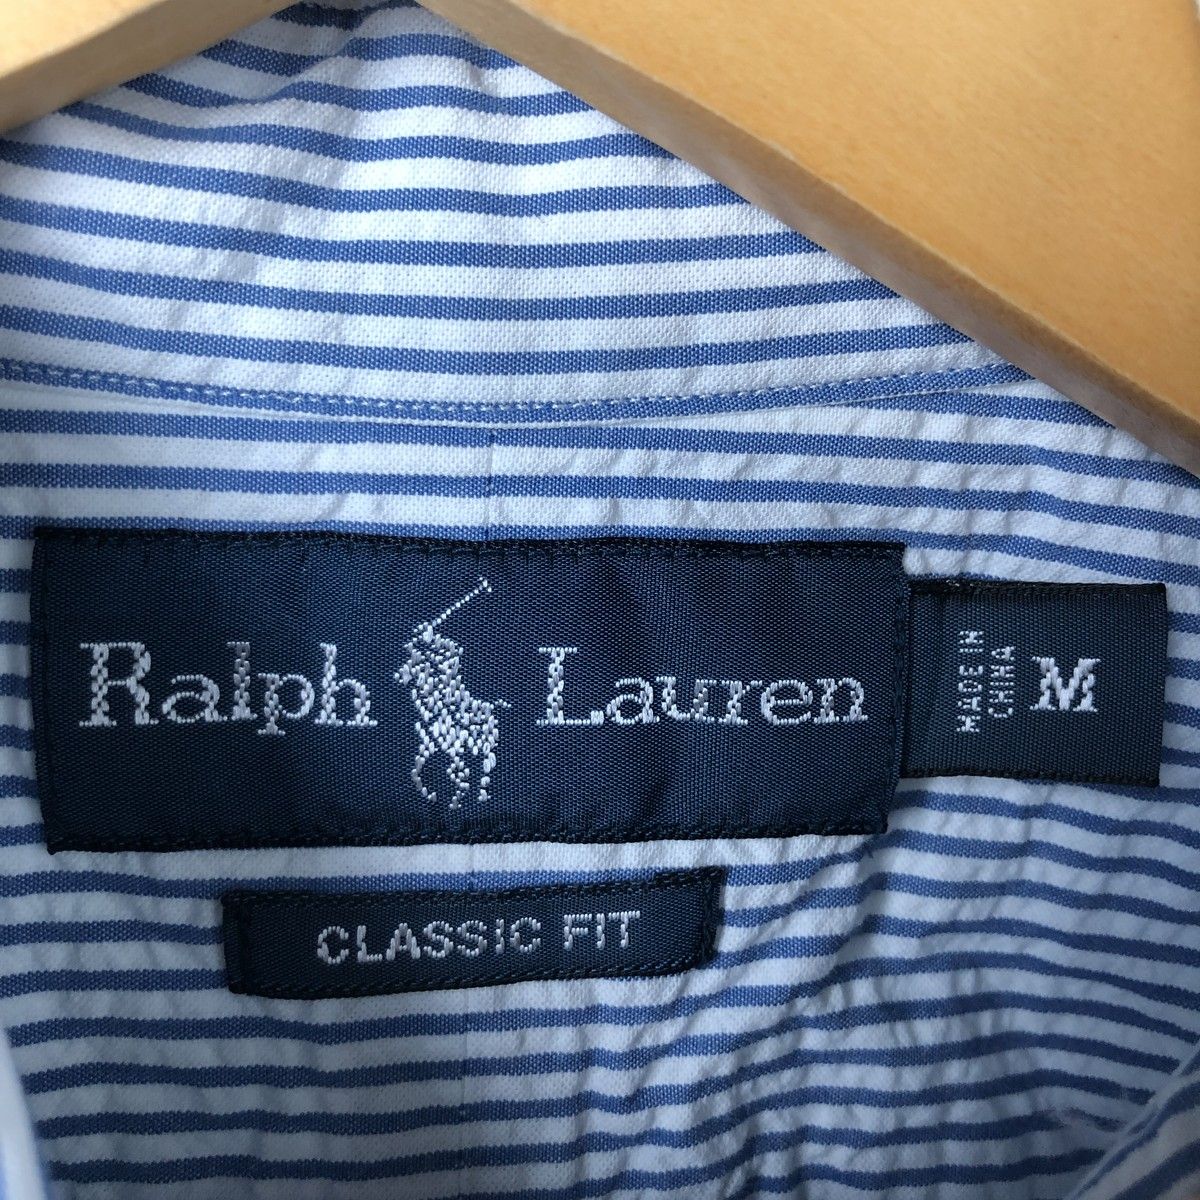 Ralph Lauren
MADE IN
CHINA
M
CLASSIC FIT